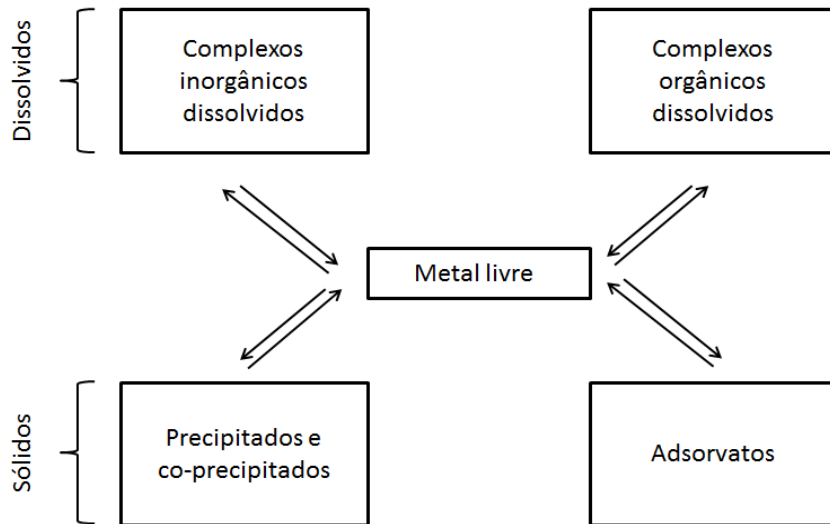 Dissolvidos
Complexos
inorgânicos
dissolvidos
Complexos
orgânicos
dissolvidos
Metal livre
Sólidos
Precipitados e
co-precipitados
Adsorvatos